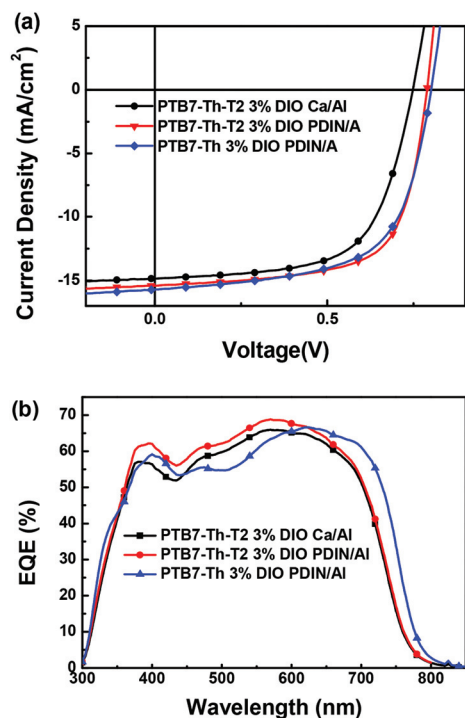 (a)
5
0
-5
-10
-15
Current Density (mA/cm²)
PTB7-Th-T2 3% DIO Ca/Al
PTB7-Th-T2 3% DIO PDIN/A
PTB7-Th 3% DIO PDIN/A
0.0 0.5
Voltage(V)
(b)
70
60
50
40
30
20
10
0
EQE (%)
PTB7-Th-T2 3% DIO Ca/Al
PTB7-Th-T2 3% DIO PDIN/Al
PTB7-Th 3% DIO PDIN/Al
300 400 500 600 700 800
Wavelength (nm)